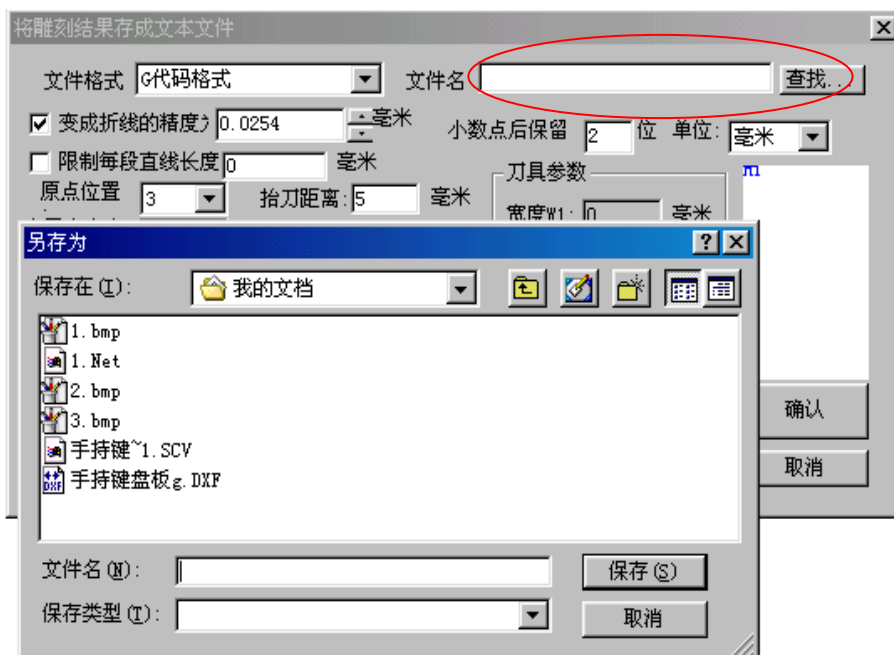 将雕刻结果存成文本文件
文件格式 G代码格式 文件名 查找...
变成折线的精度 0.0254 毫米 小数点后保留 2 位 单位: 毫米
限制每段直线长度 0 毫米
原点位置 3 抬刀距离: 5 毫米 刀具参数
宽度W1: 0 毫米
另存为
保存在(I): 我的文档
1.bmp
1.Net
2.bmp
3.bmp
手持键~1.SCV
手持键盘板g.DXF
文件名(N): 保存(S)
保存类型(T): 取消
确认
取消